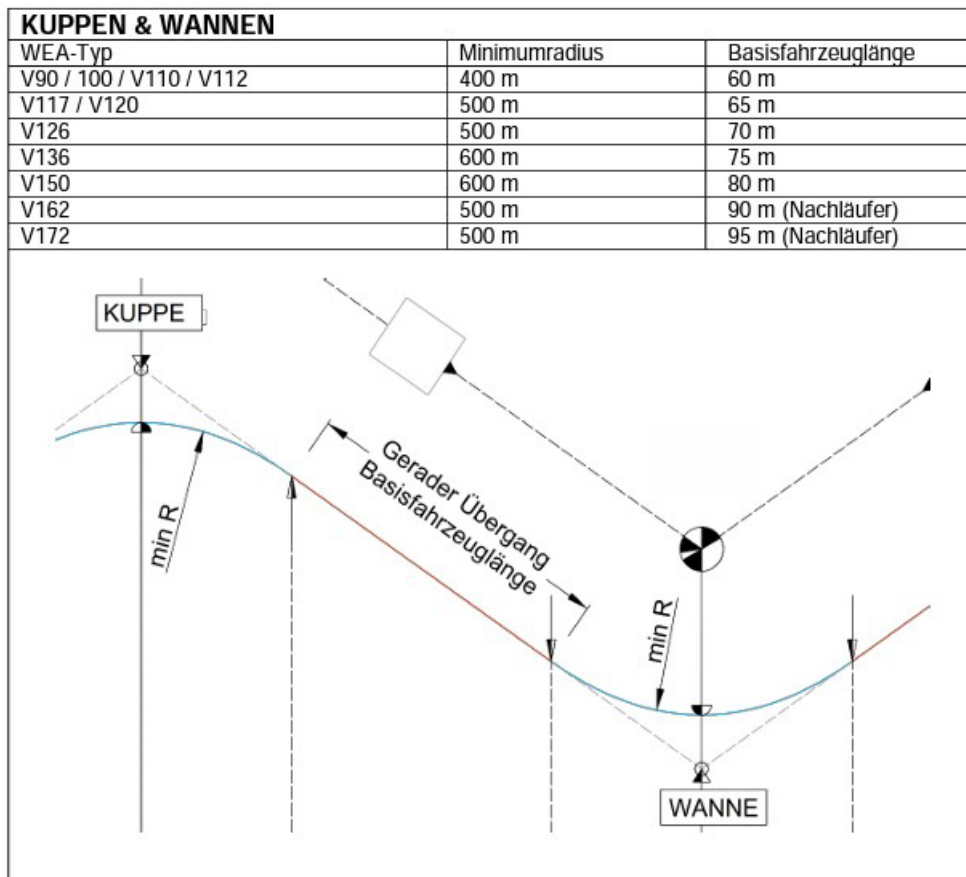 KUPPEN & WANNEN
WEA-Typ Minimumradius Basisfahrzeuglänge
V90 / 100 / V110 / V112 400 m 60 m
V117 / V120 500 m 65 m
V126 500 m 70 m
V136 600 m 75 m
V150 600 m 80 m
V162 500 m 90 m (Nachläufer)
V172 500 m 95 m (Nachläufer)
KUPPE
min R
Gerader Übergang
Basisfahrzeuglänge
min R
WANNE